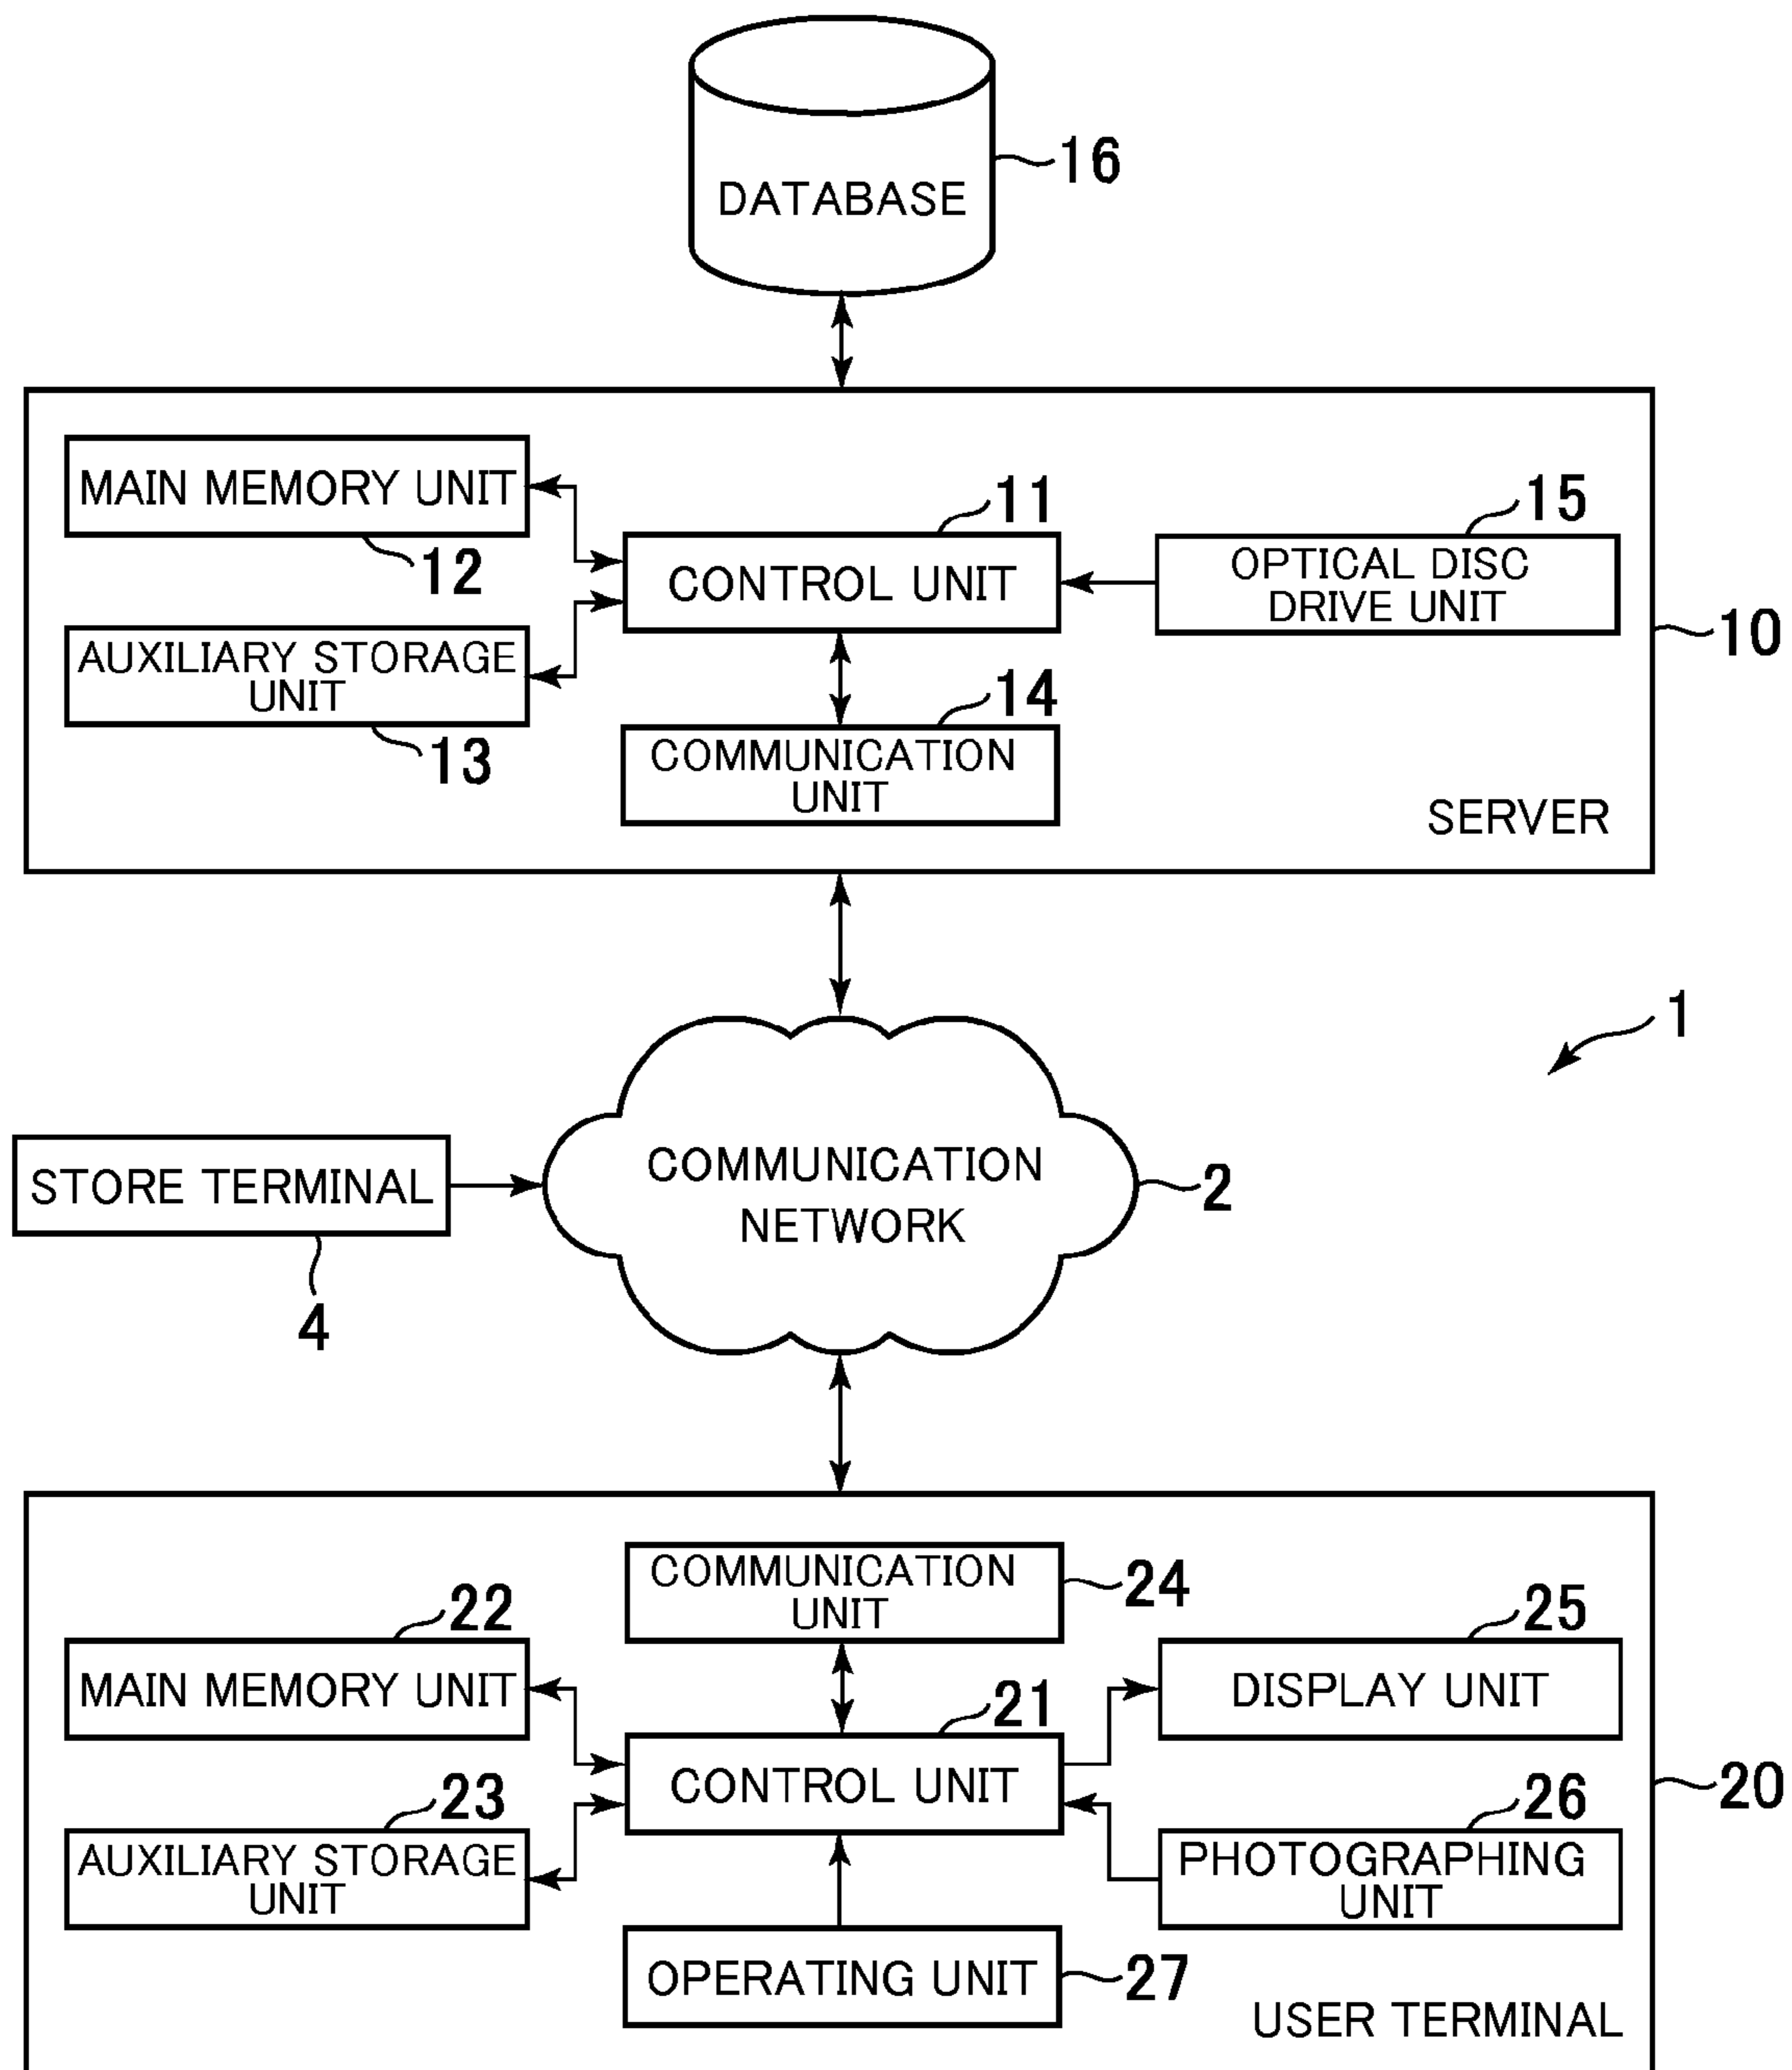 DATABASE
16
MAIN MEMORY UNIT
12
11
CONTROL UNIT
15
OPTICAL DISC
DRIVE UNIT
10
AUXILIARY STORAGE
UNIT
13
14
COMMUNICATION
UNIT
SERVER
1
STORE TERMINAL
4
COMMUNICATION
NETWORK
2
COMMUNICATION
UNIT
24
22
MAIN MEMORY UNIT
25
DISPLAY UNIT
21
CONTROL UNIT
20
23
AUXILIARY STORAGE
UNIT
26
PHOTOGRAPHING
UNIT
OPERATING UNIT
27
USER TERMINAL